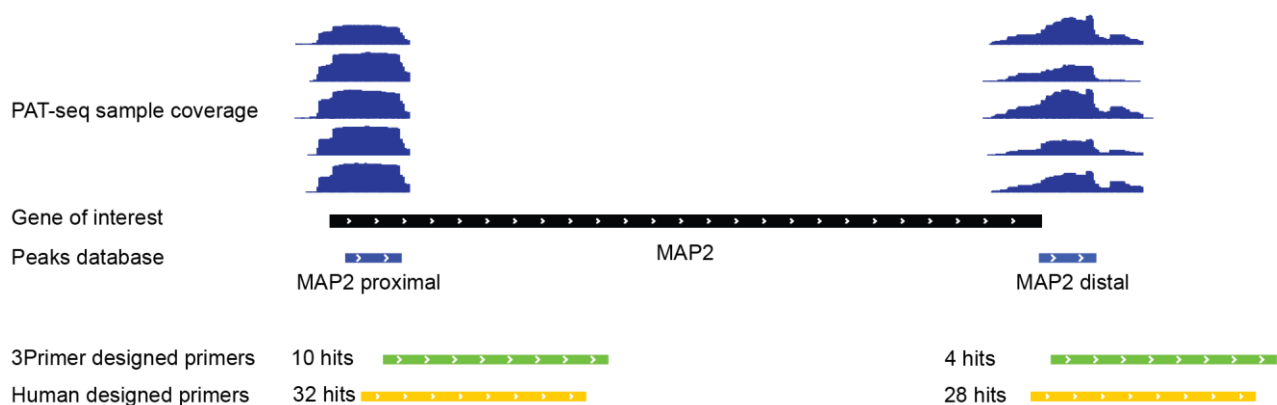 PAT-seq sample coverage
Gene of interest
MAP2
Peaks database
MAP2 proximal
MAP2 distal
3Primer designed primers 10 hits 4 hits
Human designed primers 32 hits 28 hits